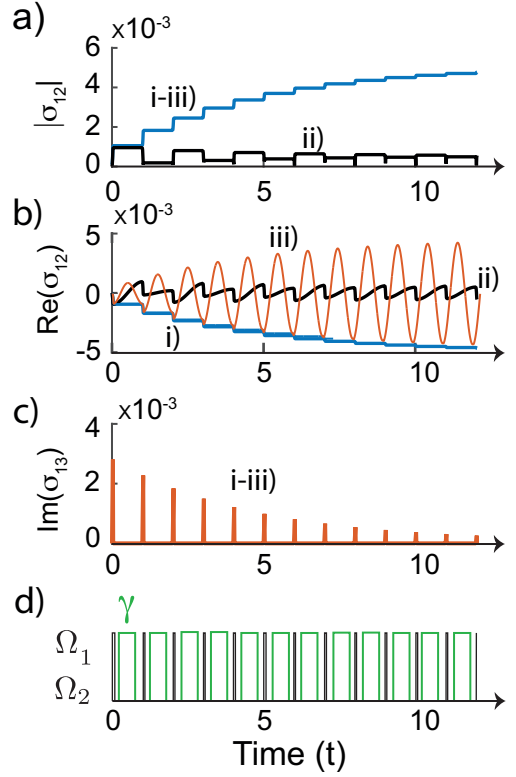 a)
x10⁻³
|σ₁₂|
6
4
2
0
i-iii)
ii)
0 5 10
b)
x10⁻³
Re(σ₁₂)
5
0
-5
iii)
ii)
i)
0 5 10
c)
x10⁻³
Im(σ₁₃)
4
2
0
i-iii)
0 5 10
d)
γ
Ω₁
Ω₂
0 5 10
Time (t)